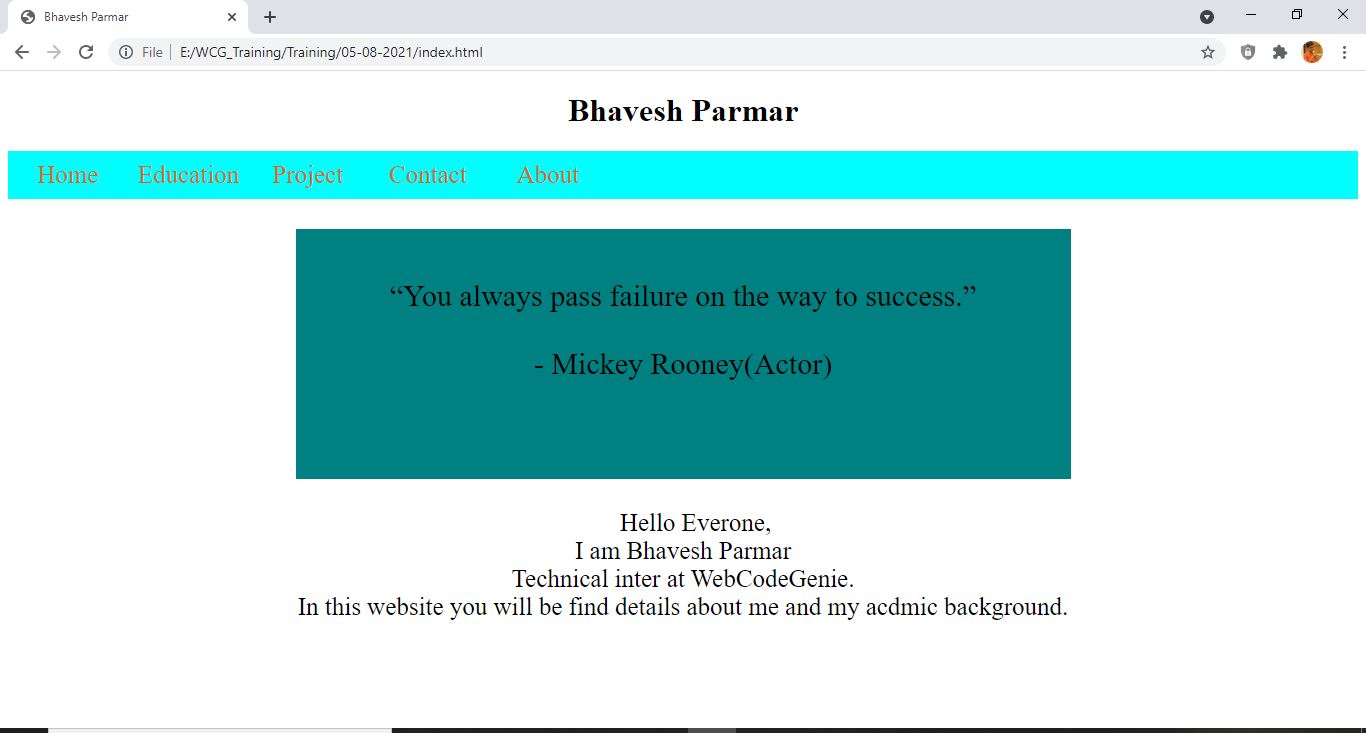 Bhavesh Parmar
File | E:/WCG_Training/Training/05-08-2021/index.html
Bhavesh Parmar
Home Education Project Contact About
“You always pass failure on the way to success.”
- Mickey Rooney(Actor)
Hello Everone,
I am Bhavesh Parmar
Technical inter at WebCodeGenie.
In this website you will be find details about me and my acdmic background.